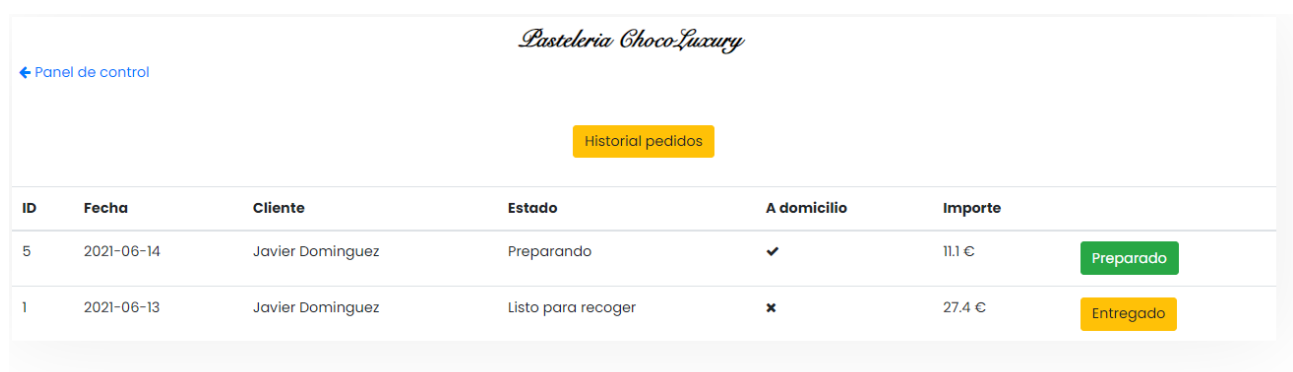 Pasteleria ChocoLuxury
Panel de control
Historial pedidos
ID Fecha Cliente Estado A domicilio Importe
5 2021-06-14 Javier Dominguez Preparando ✔ 11.1 € Preparado
1 2021-06-13 Javier Dominguez Listo para recoger ✖ 27.4 € Entregado